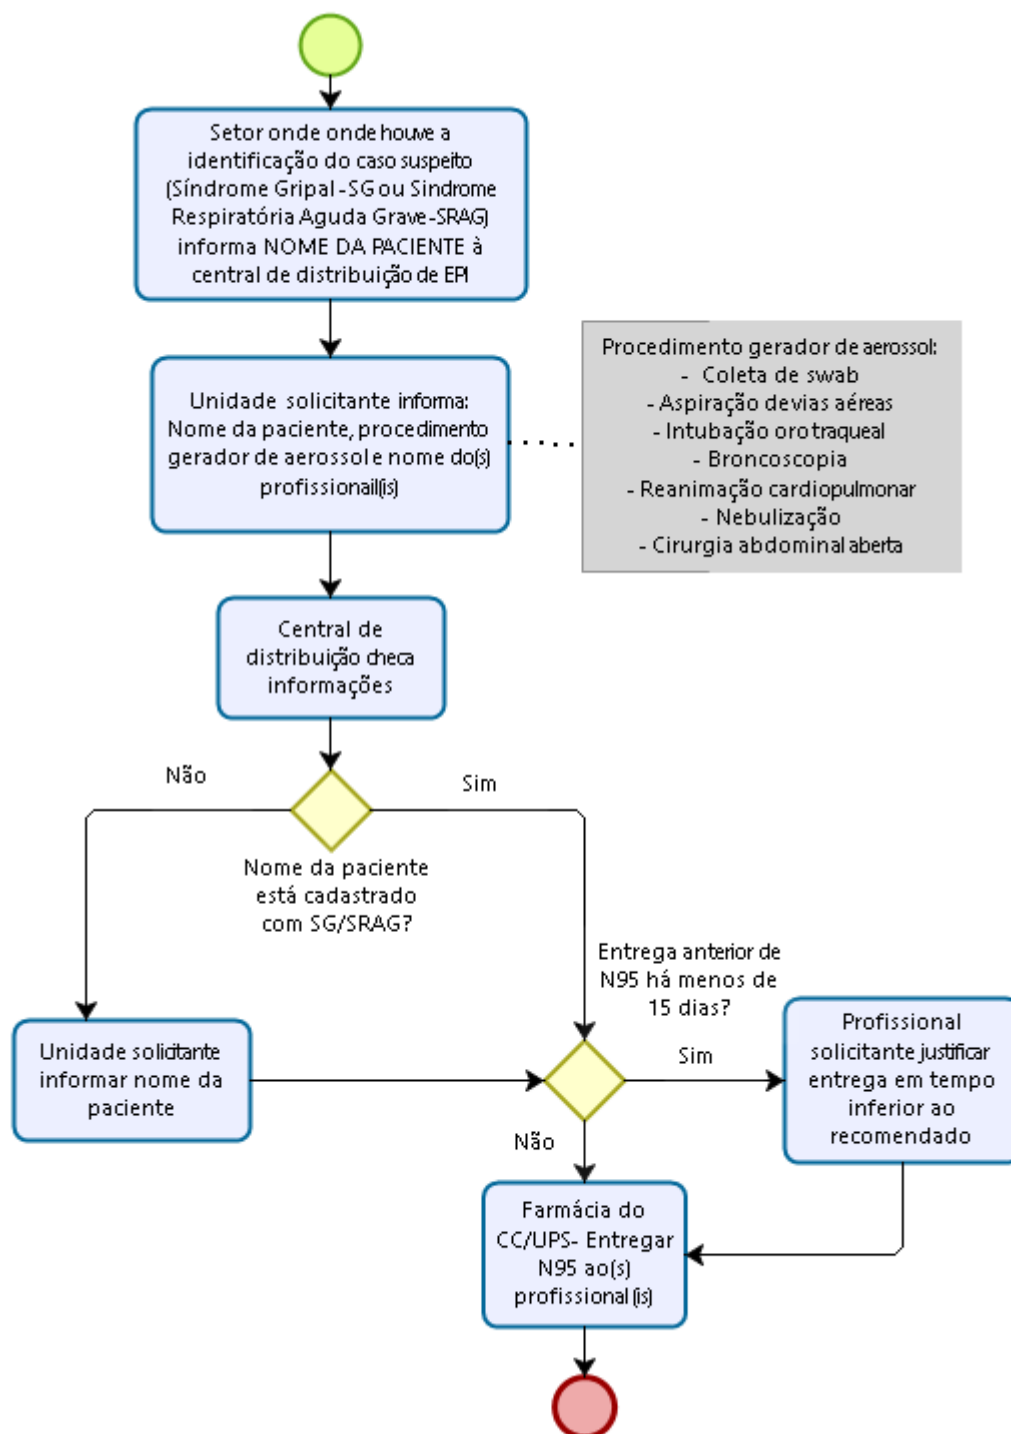 Setor onde onde houve a
identificação do caso suspeito
(Síndrome Gripal -SG ou Sindrome
Respiratória Aguda Grave-SRAG)
informa NOME DA PACIENTE à
central de distribuição de EPI
Unidade solicitante informa:
Nome da paciente, procedimento
gerador de aerossol e nome do(s)
profissionail(is)
Procedimento gerador de aerossol:
- Coleta de swab
- Aspiração de vias aéreas
- Intubação orotraqueal
- Broncoscopia
- Reanimação cardiopulmonar
- Nebulização
- Cirurgia abdominal aberta
Central de
distribuição checa
informações
Não
Sim
Nome da paciente
está cadastrado
com SG/SRAG?
Entrega anterior de
N95 há menos de
15 dias?
Unidade solicitante
informar nome da
paciente
Sim
Profissional
solicitante justificar
entrega em tempo
inferior ao
recomendado
Não
Farmácia do
CC/UPS- Entregar
N95 ao(s)
profissional(is)